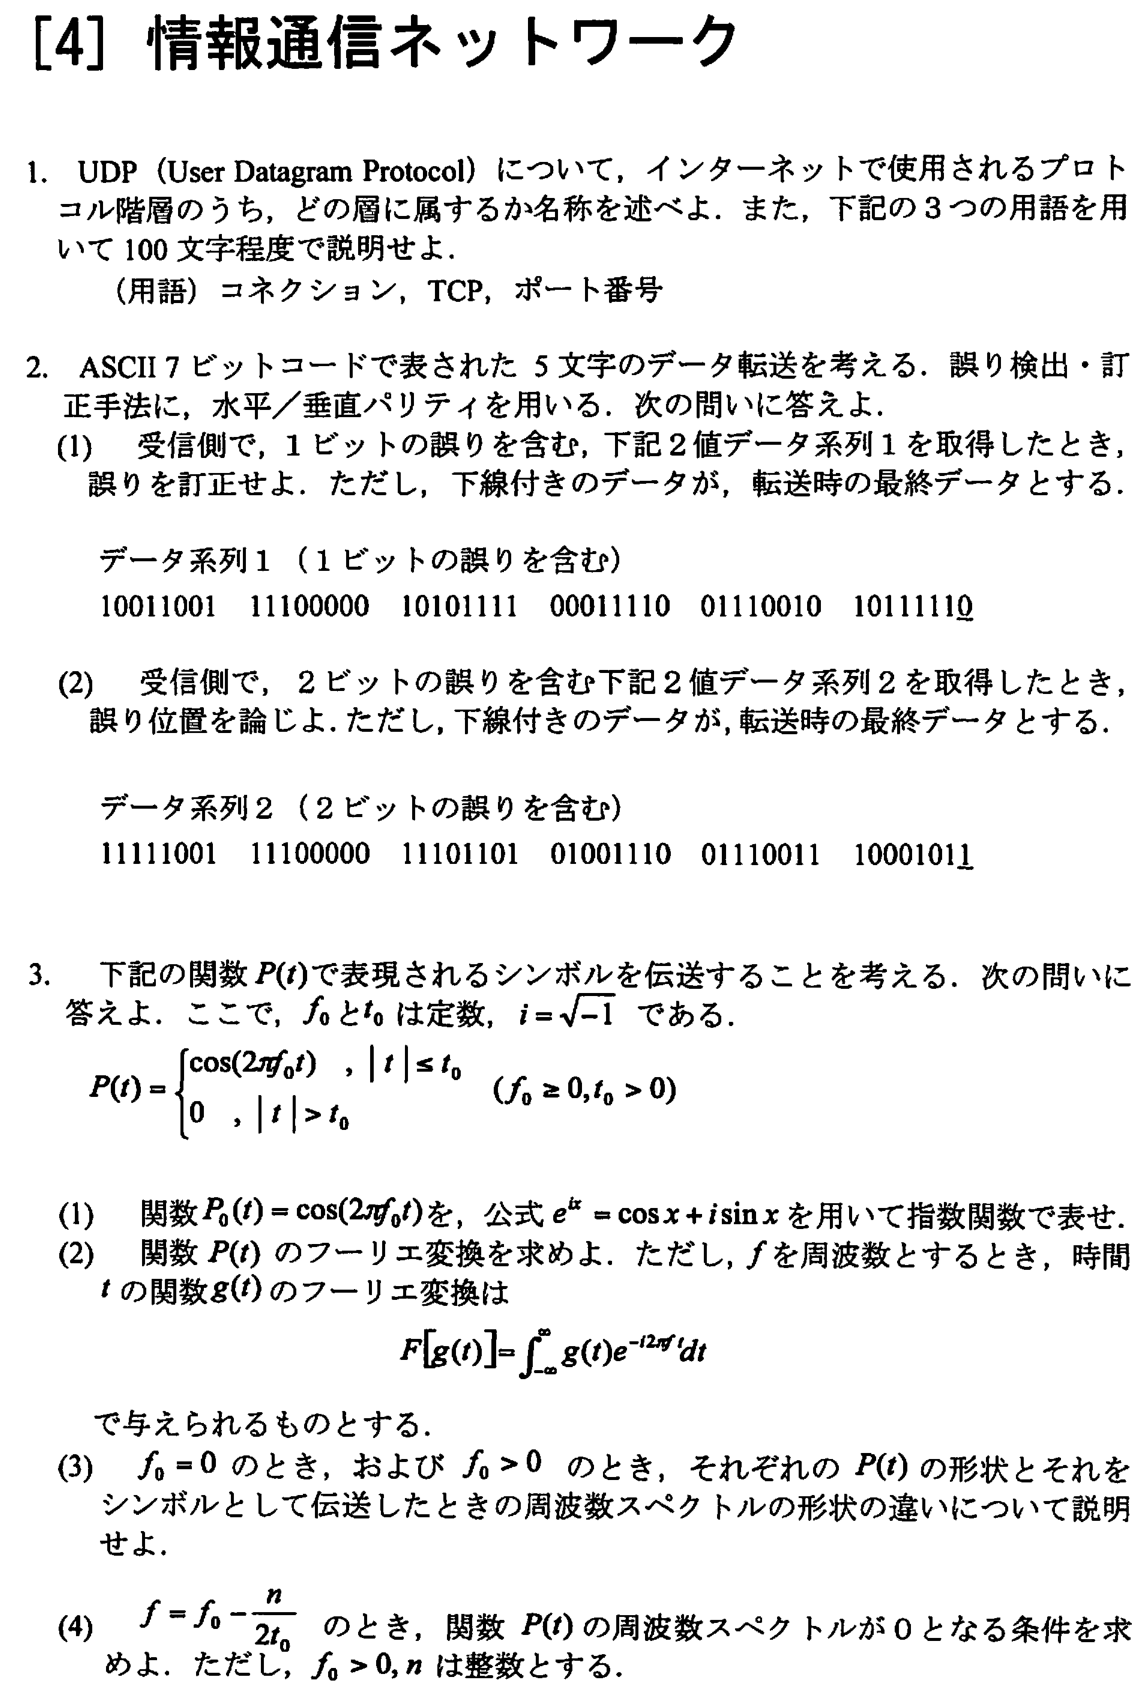 [4] 情報通信ネットワーク
1. UDP（User Datagram Protocol）について，インターネットで使用されるプロト
コル階層のうち，どの層に属するか名称を述べよ．また，下記の３つの用語を用
いて 100 文字程度で説明せよ．
（用語）コネクション，TCP，ポート番号
2. ASCII 7 ビットコードで表された 5 文字のデータ転送を考える．誤り検出・訂
正手法に，水平／垂直パリティを用いる．次の問いに答えよ．
(1) 受信側で，１ビットの誤りを含む，下記２値データ系列１を取得したとき，
誤りを訂正せよ．ただし，下線付きのデータが，転送時の最終データとする．
データ系列１（１ビットの誤りを含む）
10011001 11100000 10101111 00011110 01110010 10111110
(2) 受信側で，２ビットの誤りを含む下記２値データ系列２を取得したとき，
誤り位置を論じよ．ただし，下線付きのデータが，転送時の最終データとする．
データ系列２（２ビットの誤りを含む）
11111001 11100000 11101101 01001110 01110011 10001011
3. 下記の関数 P(t)で表現されるシンボルを伝送することを考える．次の問いに
答えよ．ここで，f₀ と t₀ は定数，i = √−1 である．
P(t) = { cos(2πf₀t) , |t| ≤ t₀
0 , |t| > t₀ (f₀ ≥ 0, t₀ > 0)
(1) 関数 P₀(t) = cos(2πf₀t)を，公式 e^{ix} = cos x + i sin x を用いて指数関数で表せ．
(2) 関数 P(t) のフーリエ変換を求めよ．ただし，f を周波数とするとき，時間
t の関数 g(t) のフーリエ変換は
F[g(t)] = ∫_{-∞}^{∞} g(t)e^{-i2πft}dt
で与えられるものとする．
(3) f₀ = 0 のとき，および f₀ > 0 のとき，それぞれの P(t) の形状とそれを
シンボルとして伝送したときの周波数スペクトルの形状の違いについて説明
せよ．
(4) f = f₀ − n/(2t₀) のとき，関数 P(t) の周波数スペクトルが０となる条件を求
めよ．ただし，f₀ > 0, n は整数とする．